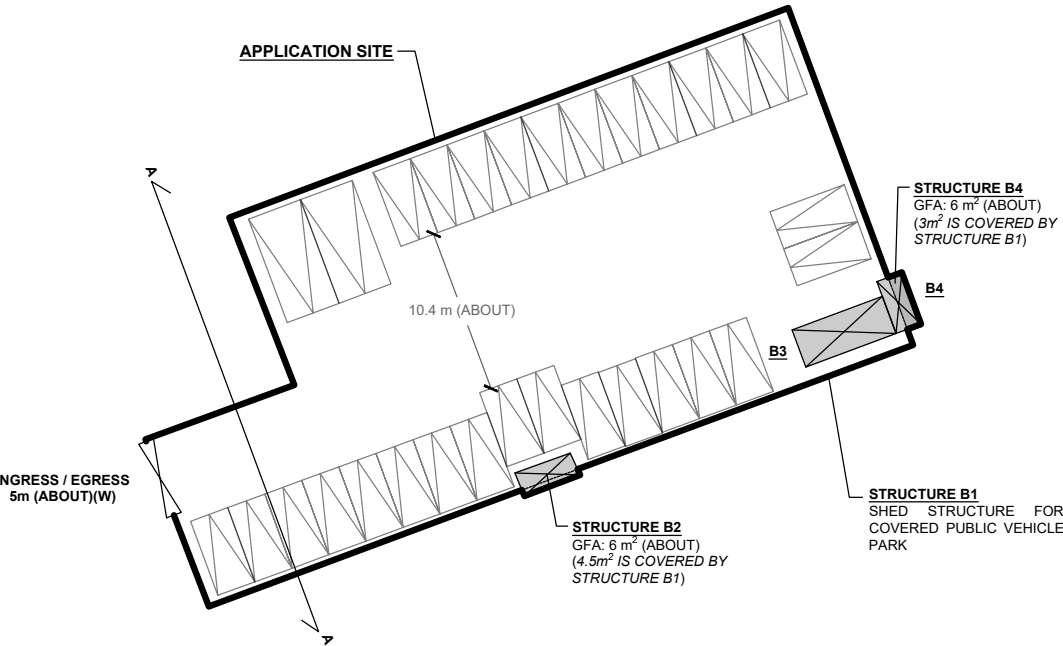 APPLICATION SITE
A
STRUCTURE B4
GFA: 6 m² (ABOUT)
(3m² IS COVERED BY
STRUCTURE B1)
B4
10.4 m (ABOUT)
B3
NGRESS / EGRESS
5m (ABOUT)(W)
STRUCTURE B1
SHED STRUCTURE FOR
COVERED PUBLIC VEHICLE
PARK
STRUCTURE B2
GFA: 6 m² (ABOUT)
(4.5m² IS COVERED BY
STRUCTURE B1)
A